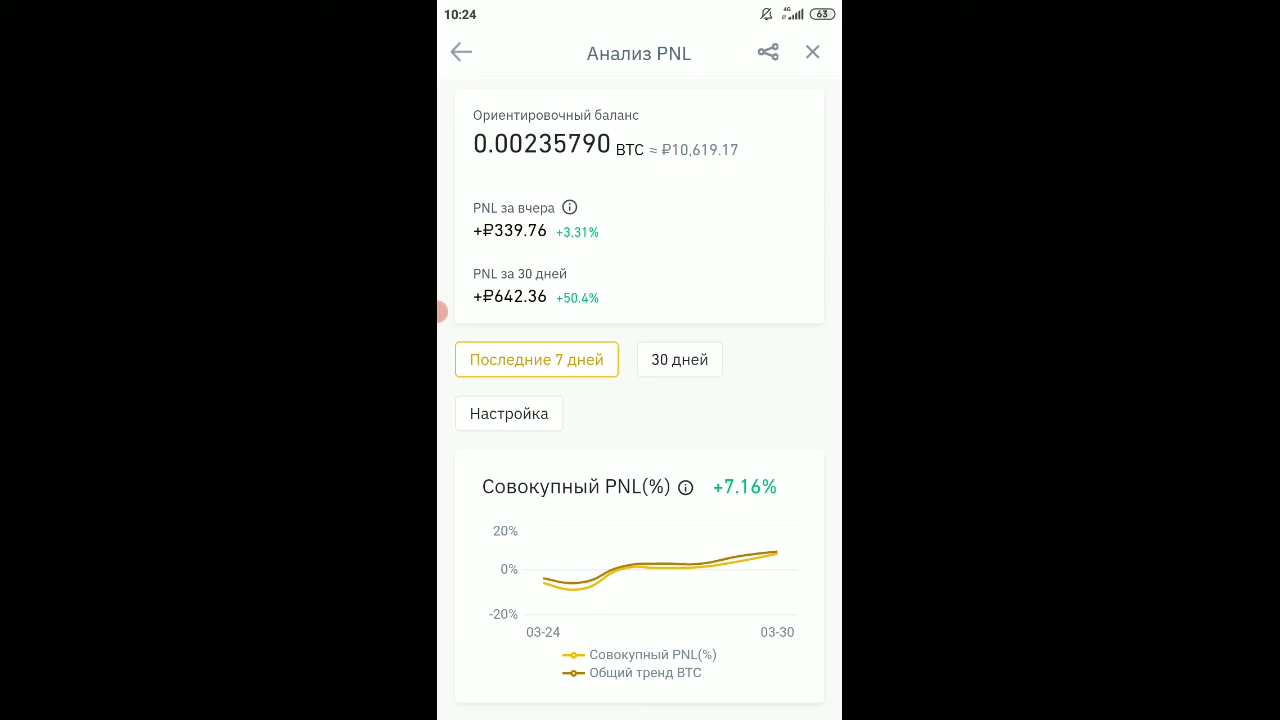 10:24
4G
63
Анализ PNL
Ориентировочный баланс
0.00235790 BTC ≈ ₽10,619.17
PNL за вчера
+₽339.76 +3.31%
PNL за 30 дней
+₽642.36 +50.4%
Последние 7 дней
30 дней
Настройка
Совокупный PNL(%) +7.16%
20%
0%
-20%
03-24
03-30
Совокупный PNL(%)
Общий тренд BTC